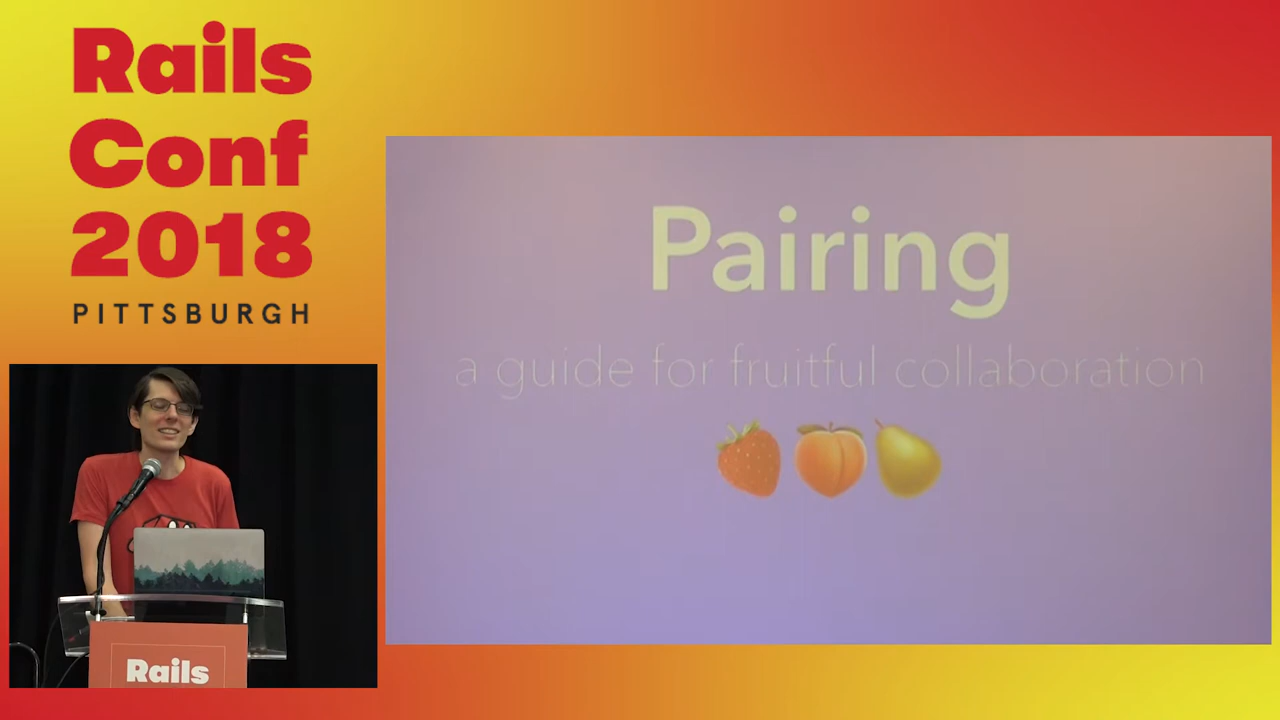 Rails
Conf
2018
PITTSBURGH
Pairing
a guide for fruitful collaboration
Rails